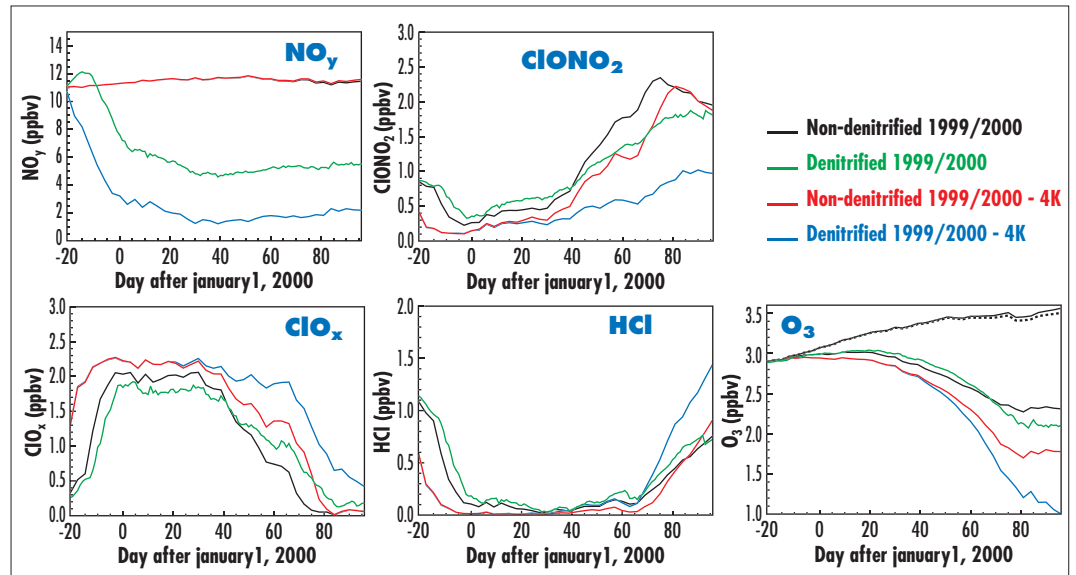 NOy
NOy (ppbv)
14
12
10
8
6
4
2
0
-20 0 20 40 60 80
Day after january1, 2000
ClONO2
ClONO2 (ppbv)
3.0
2.5
2.0
1.5
1.0
0.5
0.0
-20 0 20 40 60 80
Day after january1, 2000
Non-denitrified 1999/2000
Denitrified 1999/2000
Non-denitrified 1999/2000 - 4K
Denitrified 1999/2000 - 4K
ClOx
ClOx (ppbv)
3.0
2.5
2.0
1.5
1.0
0.5
0.0
-20 0 20 40 60 80
Day after january1, 2000
HCl
HCl (ppbv)
2.0
1.5
1.0
0.5
0.0
-20 0 20 40 60 80
Day after january1, 2000
O3
O3 (ppbv)
3.5
3.0
2.5
2.0
1.5
1.0
-20 0 20 40 60 80
Day after january1, 2000